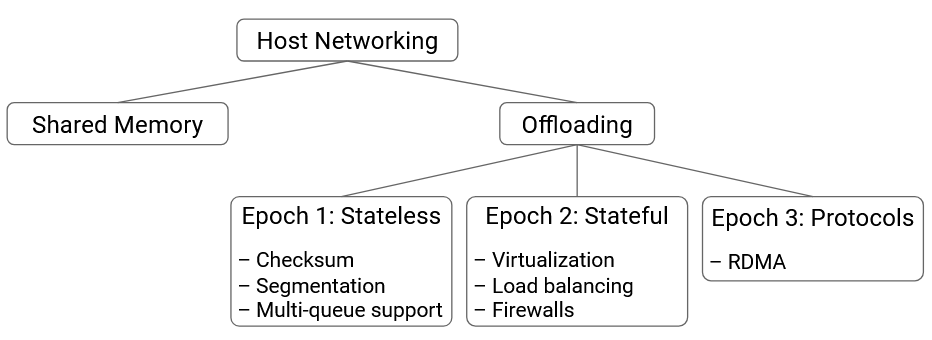 Host Networking
Shared Memory
Offloading
Epoch 1: Stateless
– Checksum
– Segmentation
– Multi-queue support
Epoch 2: Stateful
– Virtualization
– Load balancing
– Firewalls
Epoch 3: Protocols
– RDMA